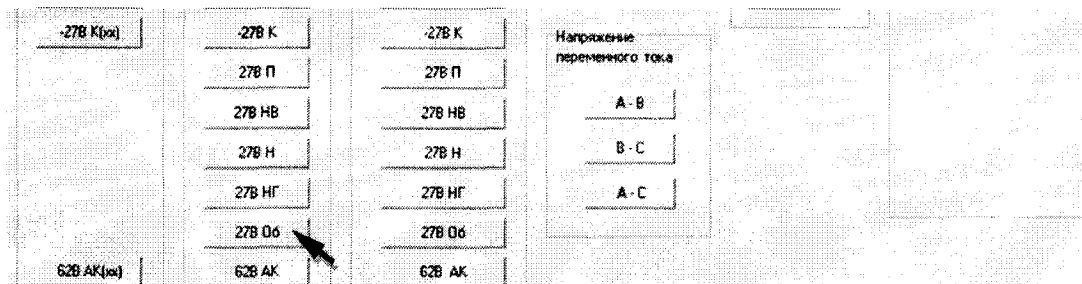 -27В К(хх)
-27В К
-27В К
Напряжение
переменного тока
27В П
27В П
А - В
27В НВ
27В НВ
В - С
27В Н
27В Н
27В НГ
27В НГ
А - С
27В Об
27В Об
62В АК(хх)
62В АК
62В АК